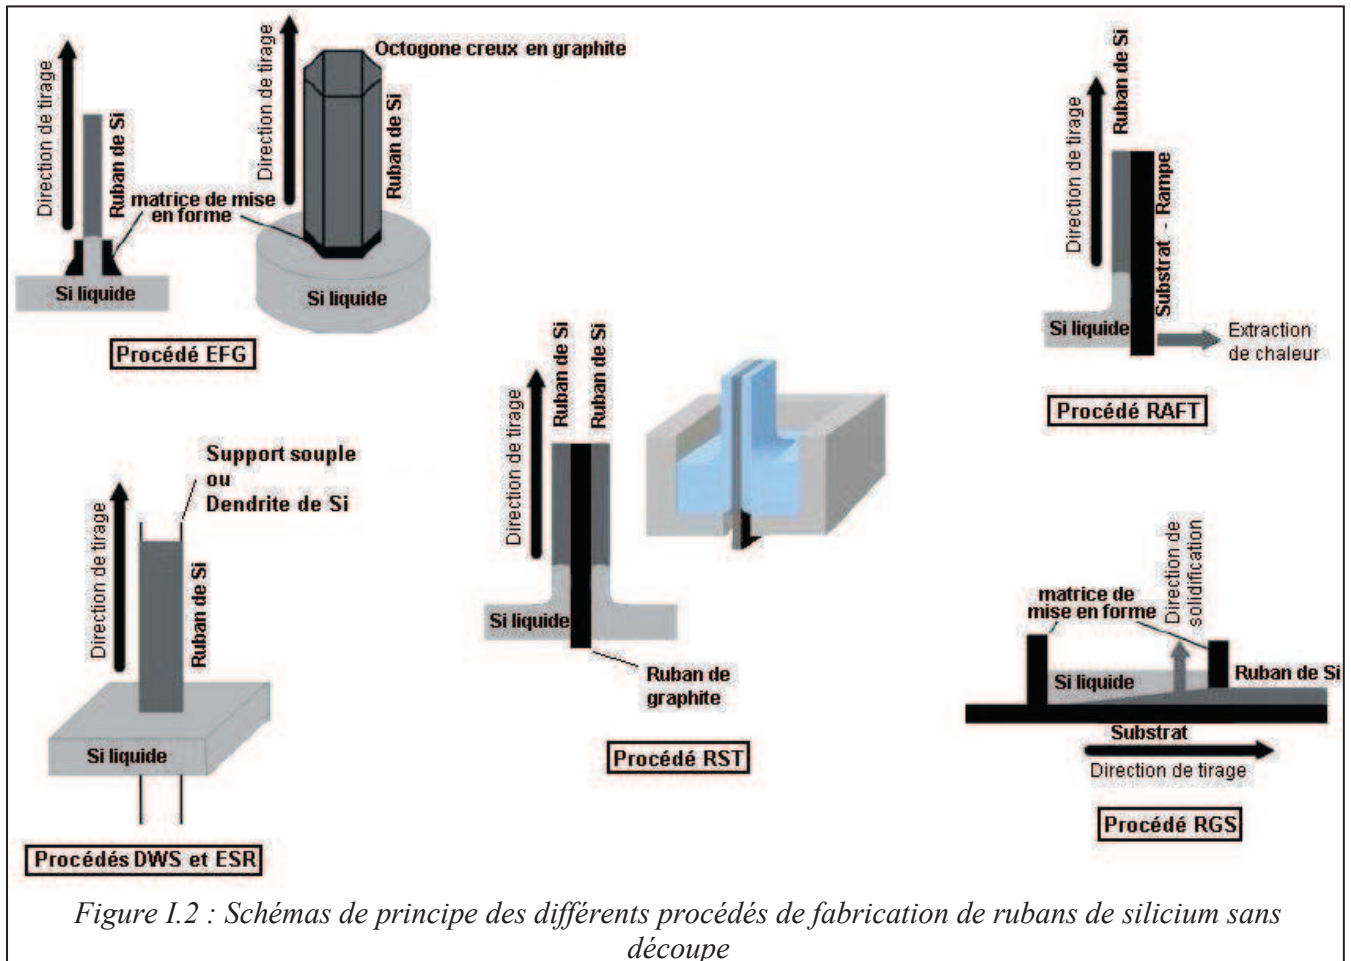 Direction de tirage
Ruban de Si
Si liquide
matrice de mise
en forme
Direction de tirage
Octogone creux en graphite
Ruban de Si
Si liquide
Procédé EFG
Direction de tirage
Ruban de Si
Substrat - Rampe
Si liquide
Extraction
de chaleur
Procédé RAFT
Support souple
ou
Dendrite de Si
Direction de tirage
Ruban de Si
Si liquide
Procédés DWS et ESR
Direction de tirage
Ruban de Si
Ruban de Si
Si liquide
Ruban de
graphite
Procédé RST
matrice de
mise en forme
Direction de
solidification
Si liquide
Ruban de Si
Substrat
Direction de tirage
Procédé RGS
Figure I.2 : Schémas de principe des différents procédés de fabrication de rubans de silicium sans
découpe